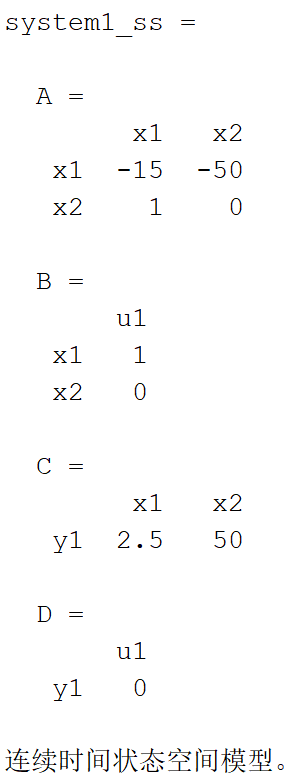 system1_ss =
A =
x1 x2
x1 -15 -50
x2 1 0
B =
u1
x1 1
x2 0
C =
x1 x2
y1 2.5 50
D =
u1
y1 0
连续时间状态空间模型。